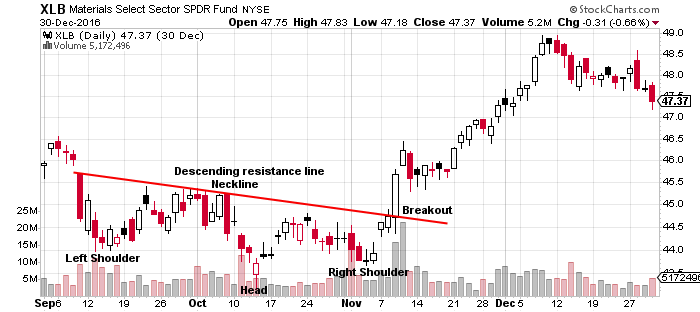 XLB Materials Select Sector SPDR Fund NYSE © StockCharts.com
30-Dec-2016 Open 47.75 High 47.83 Low 47.18 Close 47.37 Volume 5.2M Chg -0.31 (-0.66%)
XLB (Daily) 47.37 (30 Dec)
Volume 5,172,496
49.0
48.5
48.0
47.5
47.37
47.0
46.5
46.0
45.5
Descending resistance line
Neckline
45.0
25M
Breakout
20M
44.5
15M
44.0
Left Shoulder
10M
43.5
Right Shoulder
5M
5172496
Head
Sep6 12 19 26 Oct 10 17 24 Nov 7 14 21 28 Dec 12 19 27